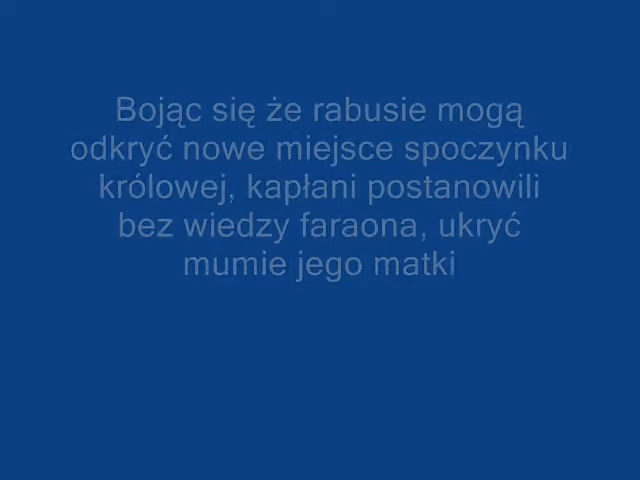 Bojąc się że rabusie mogą
odkryć nowe miejsce spoczynku
królowej, kapłani postanowili
bez wiedzy faraona, ukryć
mumie jego matki